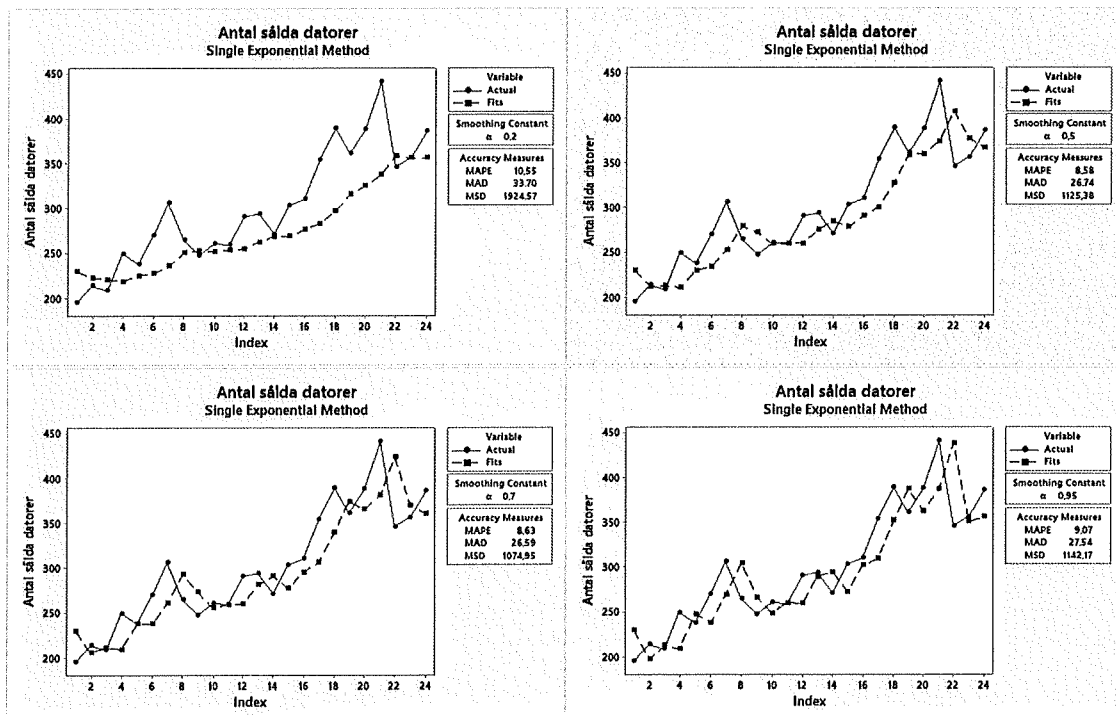 Antal sålda datorer
Single Exponential Method
Antal sålda datorer
450
400
350
300
250
200
2 4 6 8 10 12 14 16 18 20 22 24
Index
Variable
Actual
Fits
Smoothing Constant
α 0,2
Accuracy Measures
MAPE 10,55
MAD 33,70
MSD 1924,57
Antal sålda datorer
Single Exponential Method
Antal sålda datorer
450
400
350
300
250
200
2 4 6 8 10 12 14 16 18 20 22 24
Index
Variable
Actual
Fits
Smoothing Constant
α 0,5
Accuracy Measures
MAPE 8,58
MAD 26,74
MSD 1125,38
Antal sålda datorer
Single Exponential Method
Antal sålda datorer
450
400
350
300
250
200
2 4 6 8 10 12 14 16 18 20 22 24
Index
Variable
Actual
Fits
Smoothing Constant
α 0,7
Accuracy Measures
MAPE 8,63
MAD 26,59
MSD 1074,95
Antal sålda datorer
Single Exponential Method
Antal sålda datorer
450
400
350
300
250
200
2 4 6 8 10 12 14 16 18 20 22 24
Index
Variable
Actual
Fits
Smoothing Constant
α 0,95
Accuracy Measures
MAPE 9,07
MAD 27,54
MSD 1142,17